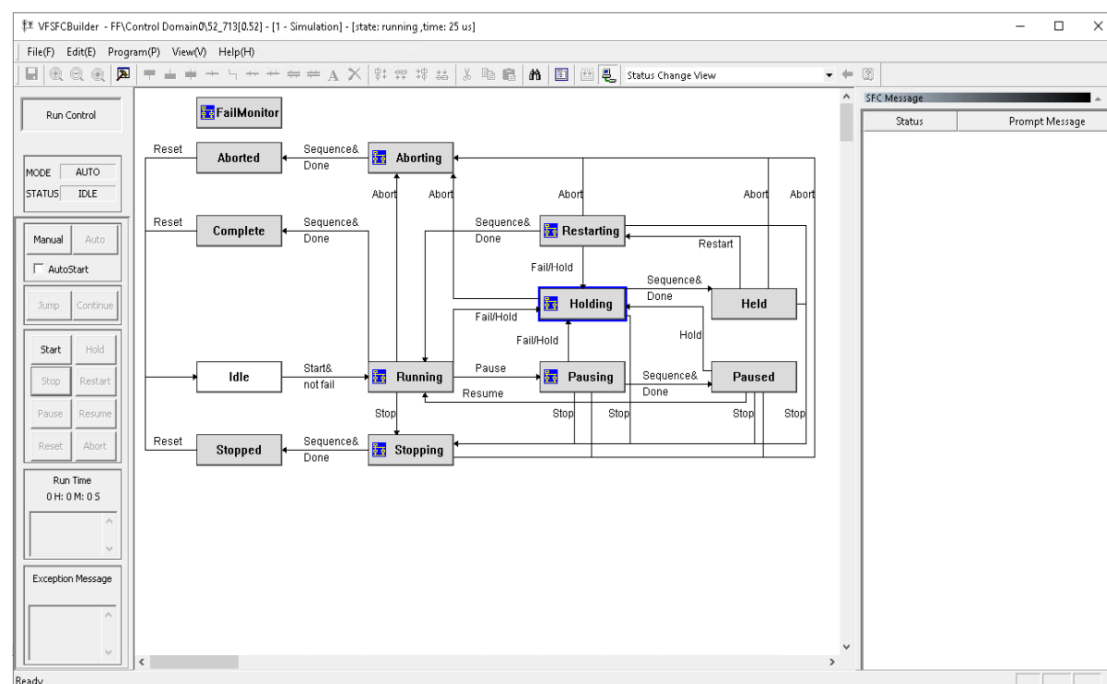 VFSFCBuilder - FF\Control Domain0\52_713[0.52] - [1 - Simulation] - [state: running ,time: 25 us]
File(F) Edit(E) Program(P) View(V) Help(H)
Status Change View
Run Control
MODE AUTO
STATUS IDLE
Manual Auto
AutoStart
Jump Continue
Start Hold
Stop Restart
Pause Resume
Reset Abort
Run Time
0 H: 0 M: 0 S
Exception Message
FailMonitor
Reset
Aborted
Sequence&
Done
Aborting
Abort
Abort
Abort
Abort
Abort
Reset
Complete
Sequence&
Done
Sequence&
Done
Restarting
Restart
Fail/Hold
Holding
Sequence&
Done
Held
Fail/Hold
Fail/Hold
Hold
Idle
Start&
not fail
Running
Pause
Pausing
Sequence&
Done
Paused
Resume
Stop
Stop
Stop
Stop
Stop
Reset
Stopped
Sequence&
Done
Stopping
SFC Message
Status Prompt Message
Ready